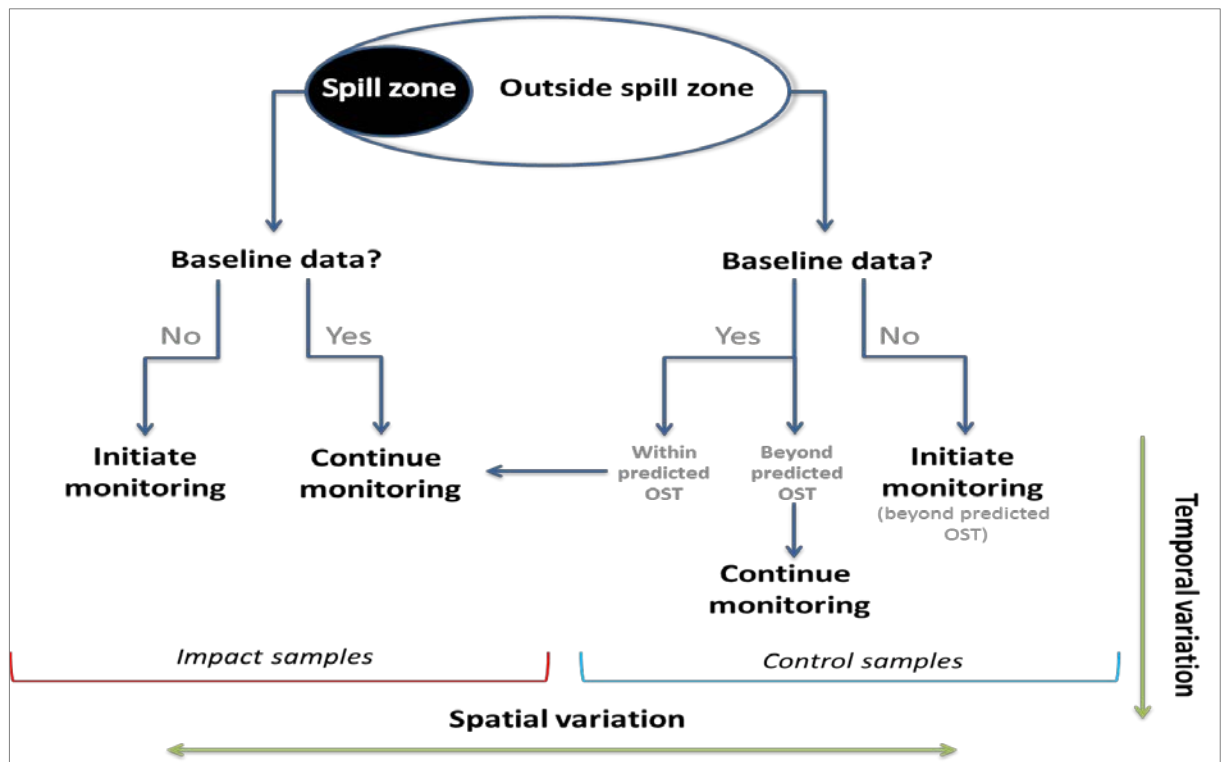 Spill zone
Outside spill zone
Baseline data?
Baseline data?
No
Yes
Yes
No
Initiate
monitoring
Continue
monitoring
Within
predicted
OST
Beyond
predicted
OST
Initiate
monitoring
(beyond predicted
OST)
Continue
monitoring
Temporal variation
Impact samples
Control samples
Spatial variation